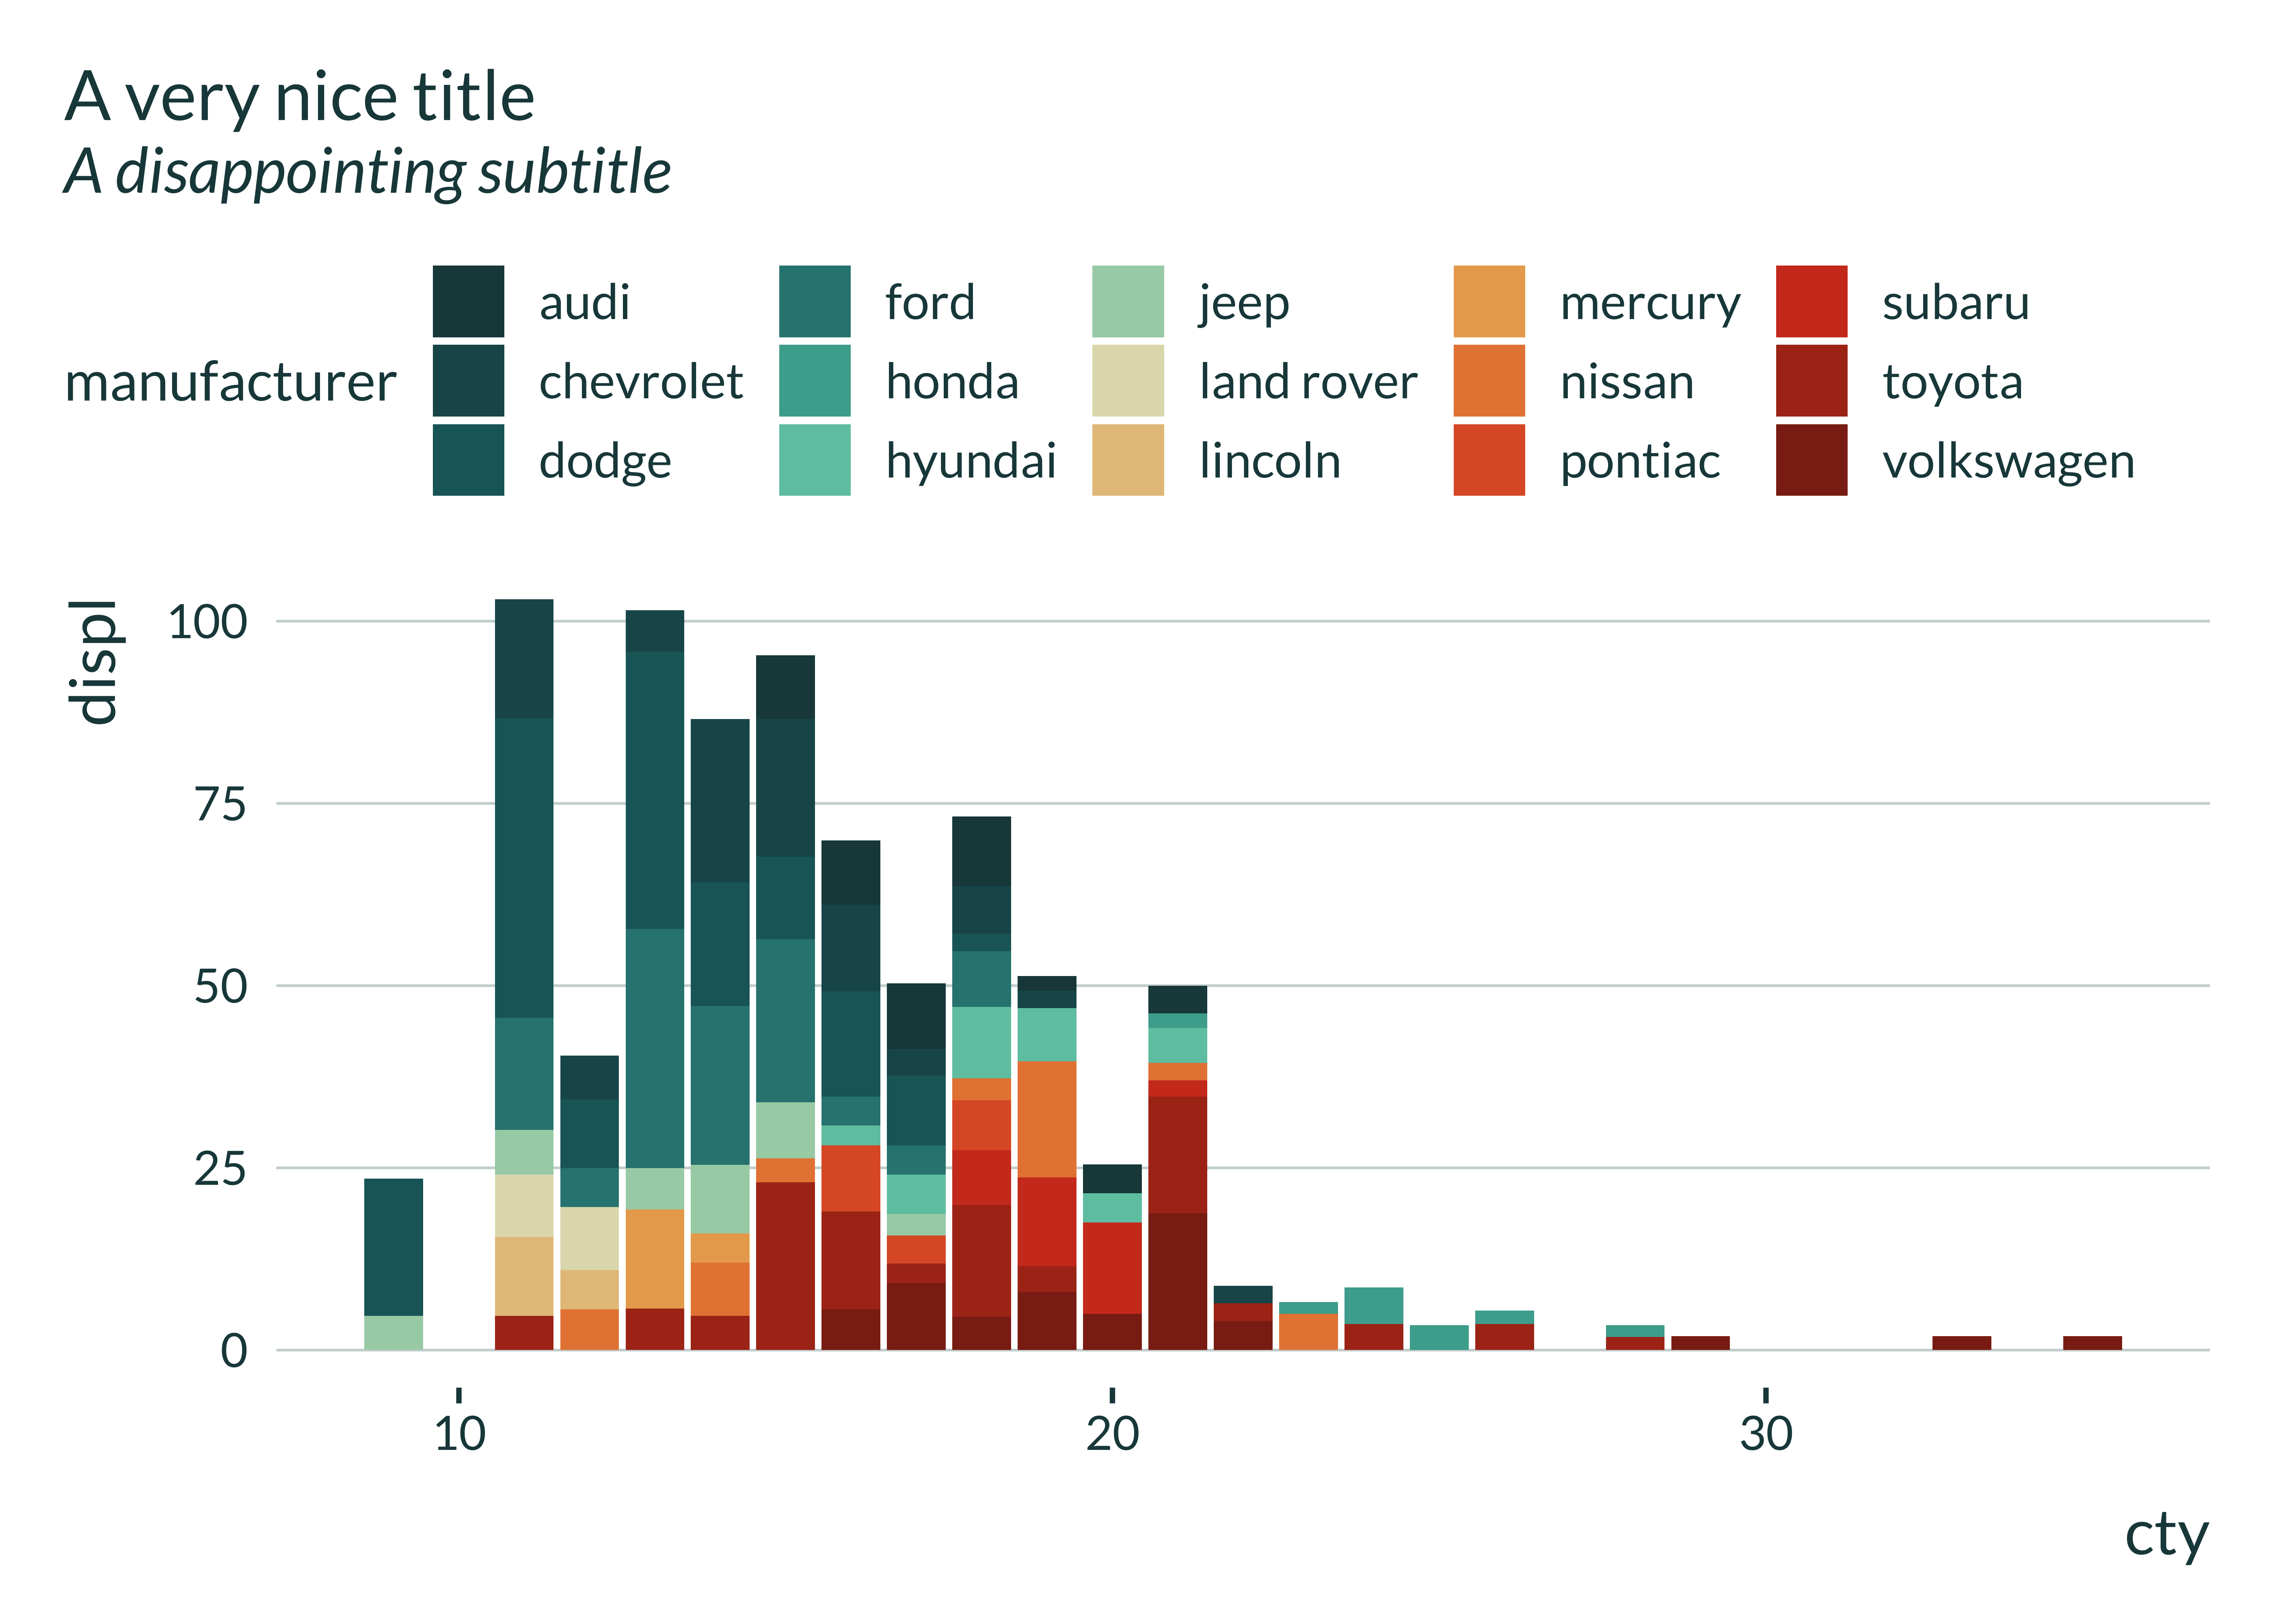 A very nice title
A disappointing subtitle
manufacturer
audi
chevrolet
dodge
ford
honda
hyundai
jeep
land rover
lincoln
mercury
nissan
pontiac
subaru
toyota
volkswagen
displ
100
75
50
25
0
10 20 30
cty